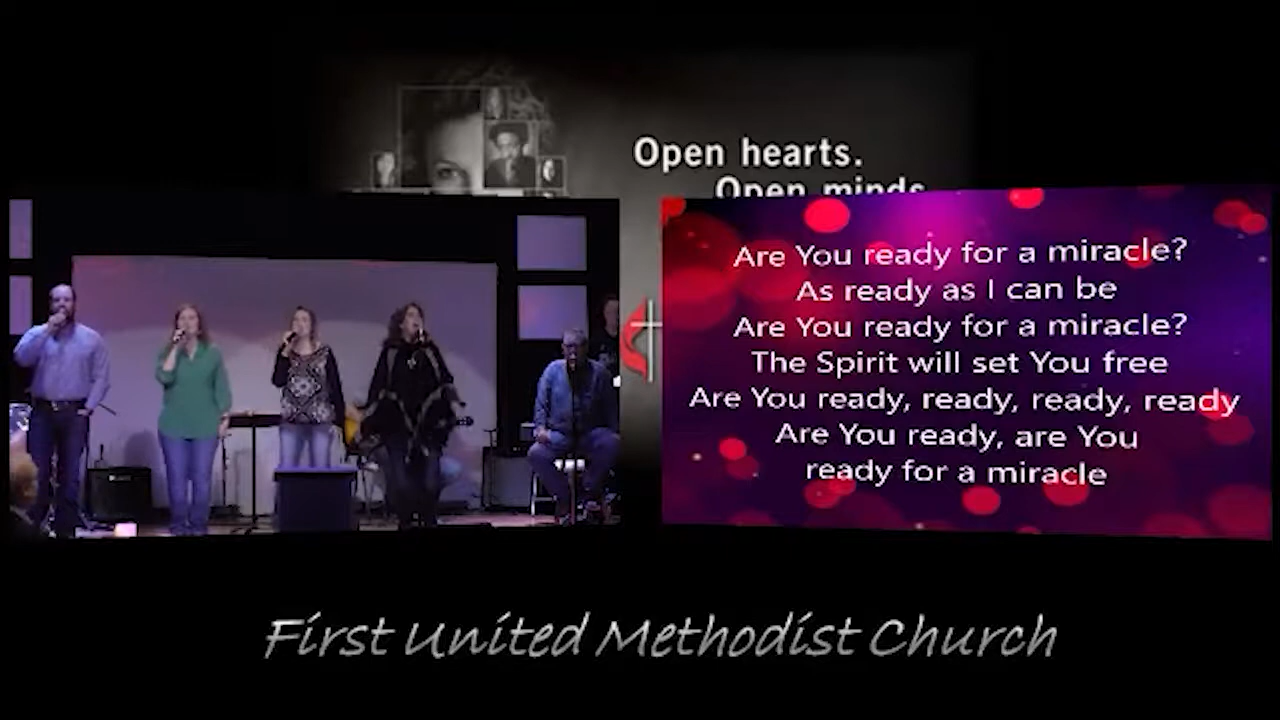 Open hearts.
Open minds.
Are You ready for a miracle?
As ready as I can be
Are You ready for a miracle?
The Spirit will set You free
Are You ready, ready, ready, ready
Are You ready, are You
ready for a miracle
First United Methodist Church